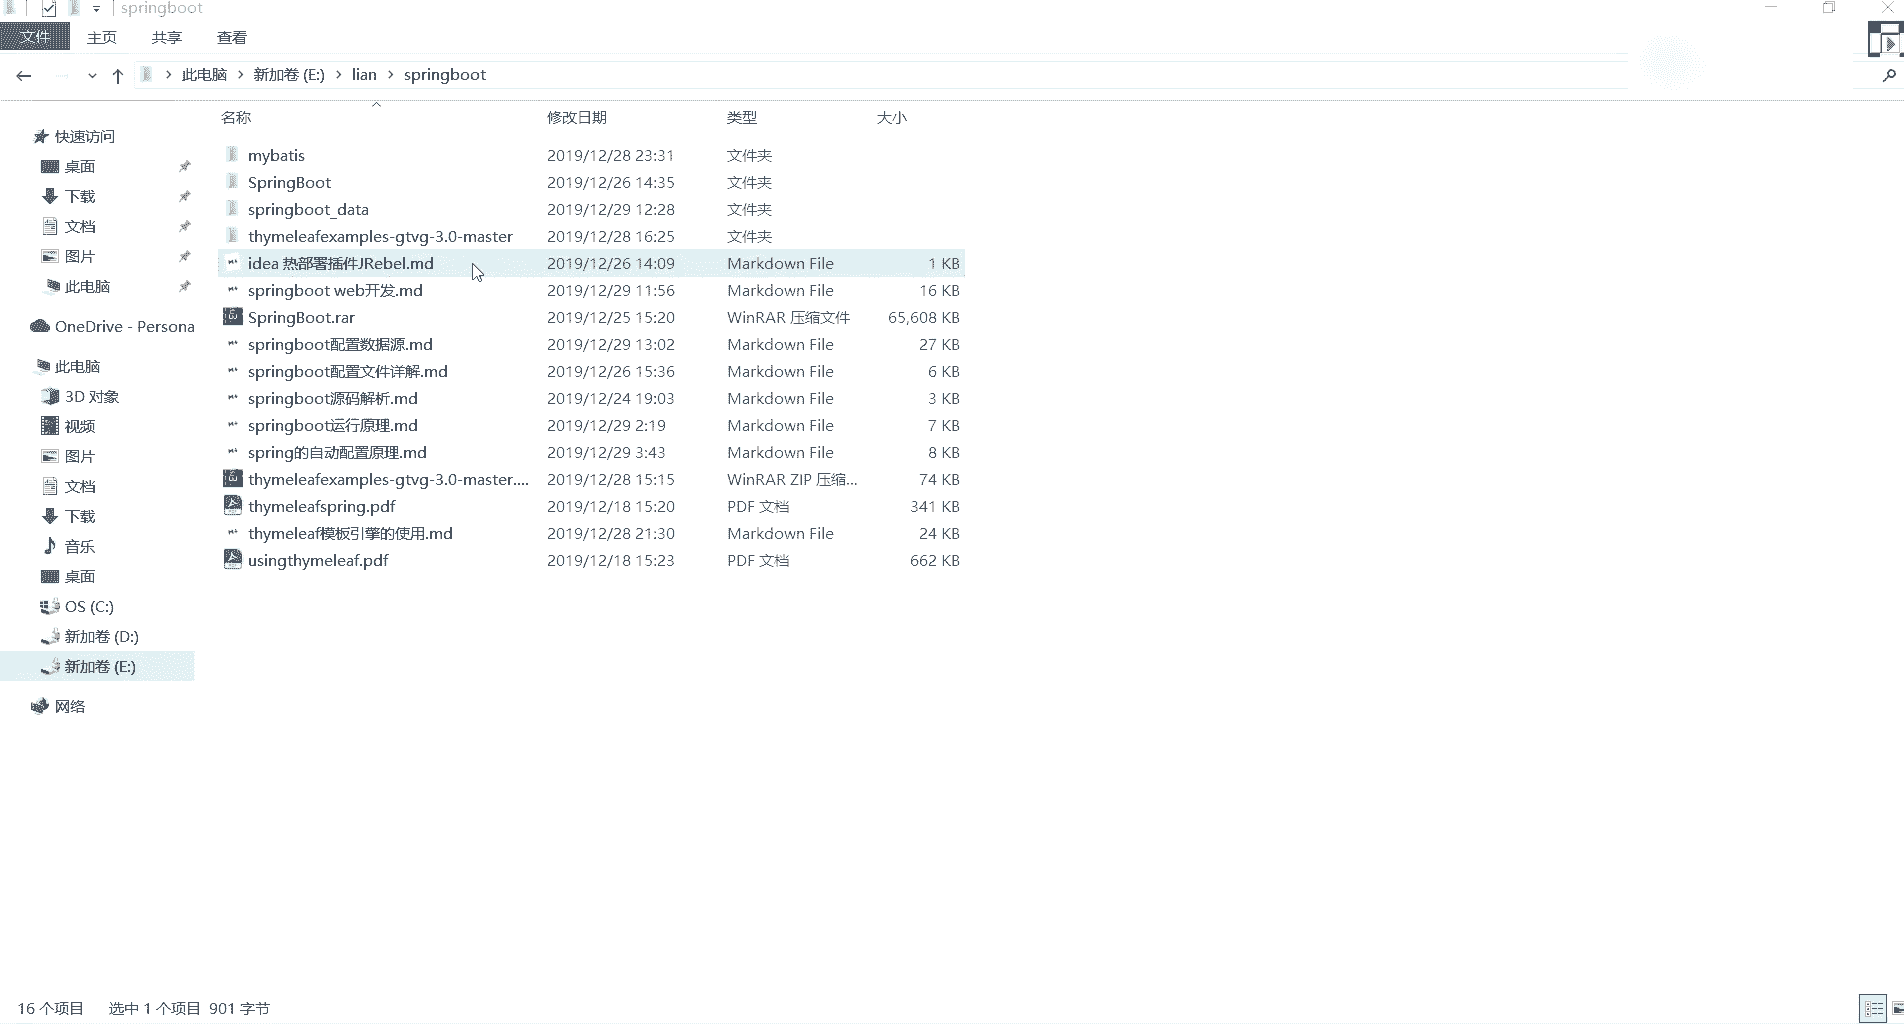 springboot
文件 主页 共享 查看
此电脑 新加卷 (E:) lian springboot
名称 修改日期 类型 大小
快速访问
桌面
下载
文档
图片
此电脑
OneDrive - Persona
此电脑
3D 对象
视频
图片
文档
下载
音乐
桌面
OS (C:)
新加卷 (D:)
新加卷 (E:)
网络
mybatis 2019/12/28 23:31 文件夹
SpringBoot 2019/12/26 14:35 文件夹
springboot_data 2019/12/29 12:28 文件夹
thymeleafexamples-gtvg-3.0-master 2019/12/28 16:25 文件夹
idea 热部署插件JRebel.md 2019/12/26 14:09 Markdown File 1 KB
springboot web开发.md 2019/12/29 11:56 Markdown File 16 KB
SpringBoot.rar 2019/12/25 15:20 WinRAR 压缩文件 65,608 KB
springboot配置数据源.md 2019/12/29 13:02 Markdown File 27 KB
springboot配置文件详解.md 2019/12/26 15:36 Markdown File 6 KB
springboot源码解析.md 2019/12/24 19:03 Markdown File 3 KB
springboot运行原理.md 2019/12/29 2:19 Markdown File 7 KB
spring的自动配置原理.md 2019/12/29 3:43 Markdown File 8 KB
thymeleafexamples-gtvg-3.0-master.... 2019/12/28 15:15 WinRAR ZIP 压缩... 74 KB
thymeleafspring.pdf 2019/12/18 15:20 PDF 文档 341 KB
thymeleaf模板引擎的使用.md 2019/12/28 21:30 Markdown File 24 KB
usingthymeleaf.pdf 2019/12/18 15:23 PDF 文档 662 KB
16 个项目 选中 1 个项目 901 字节